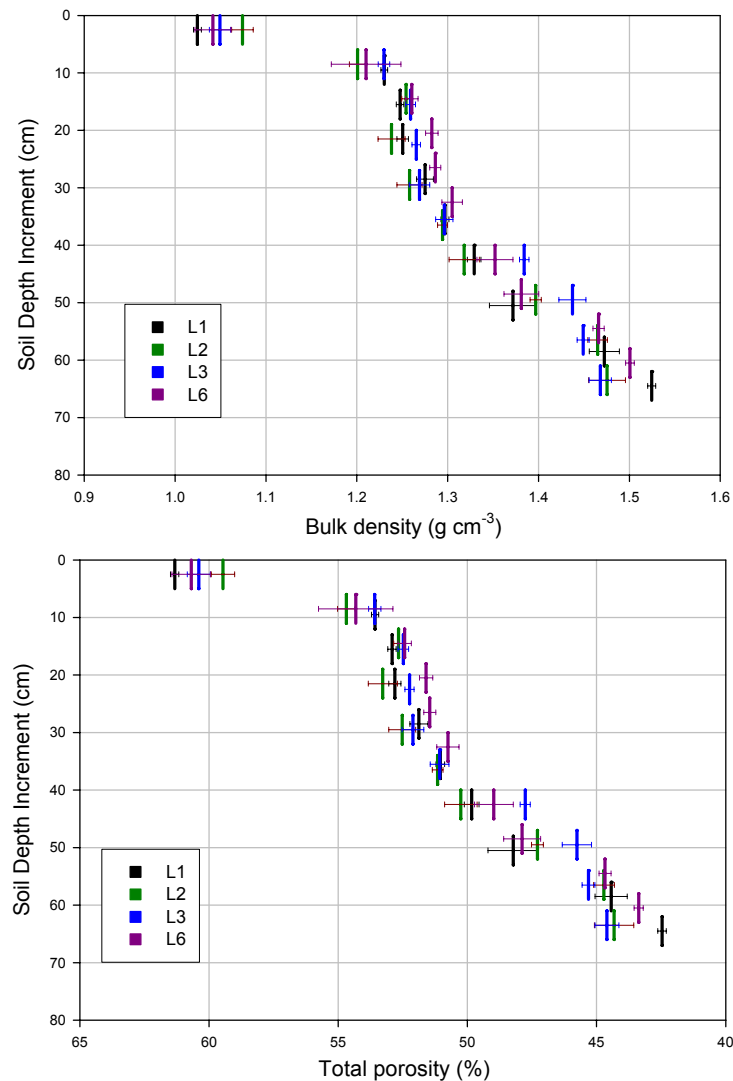 0
10
20
30
40
50
60
70
80
Soil Depth Increment (cm)
L1
L2
L3
L6
0.9 1.0 1.1 1.2 1.3 1.4 1.5 1.6
Bulk density (g cm⁻³)
0
10
20
30
40
50
60
70
80
Soil Depth Increment (cm)
L1
L2
L3
L6
65 60 55 50 45 40
Total porosity (%)